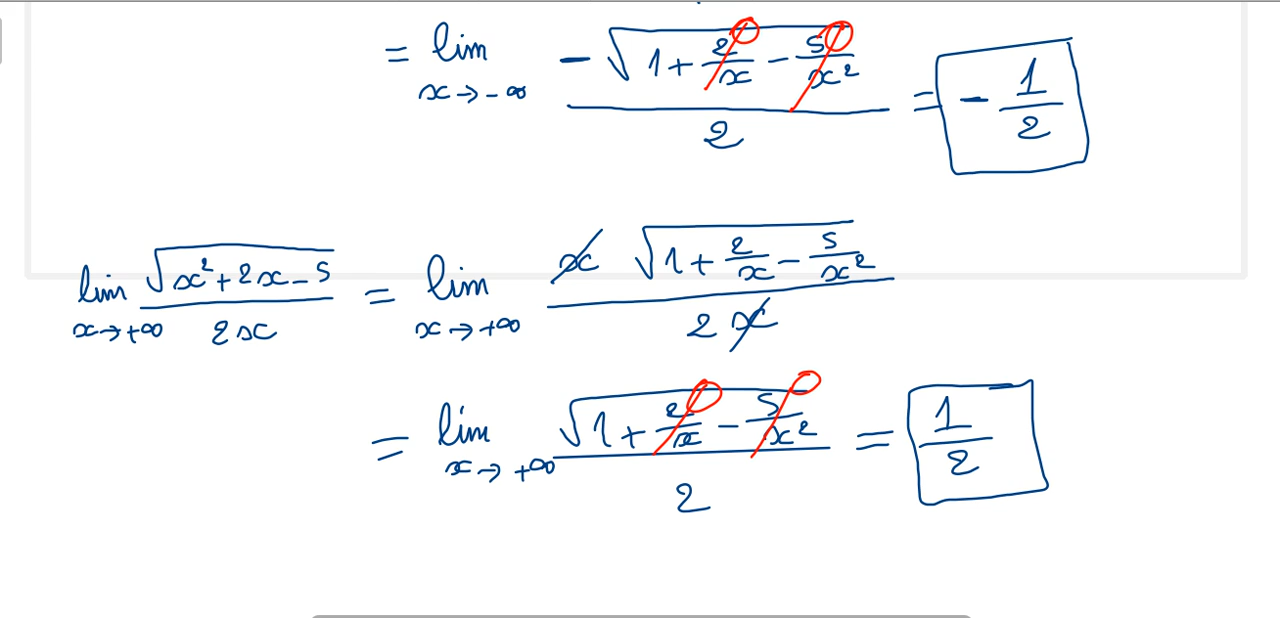 = lim x→-∞ -√(1 + 2/x - 5/x²) / 2 = - 1/2
lim x→+∞ √(x² + 2x - 5) / 2x = lim x→+∞ x √(1 + 2/x - 5/x²) / 2x
= lim x→+∞ √(1 + 2/x - 5/x²) / 2 = 1/2